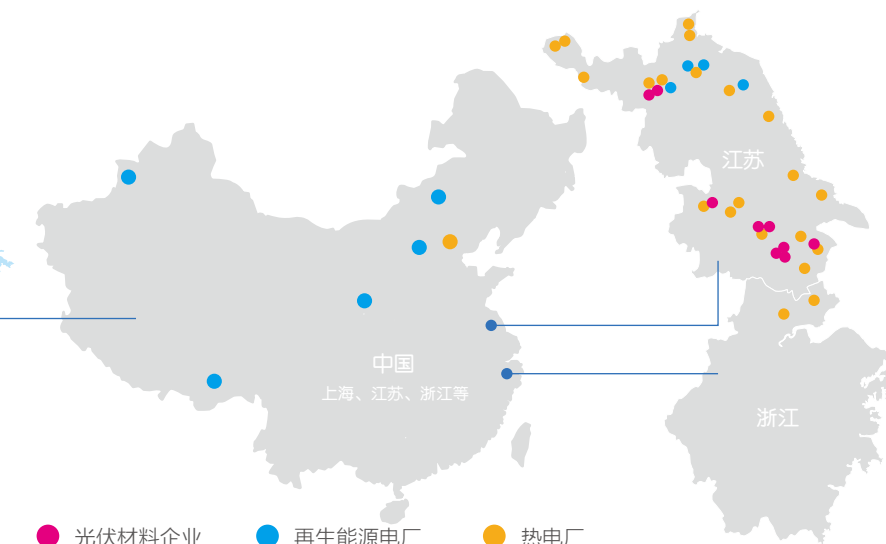 江苏
中国
上海、江苏、浙江等
浙江
光伏材料企业
再生能源电厂
热电厂